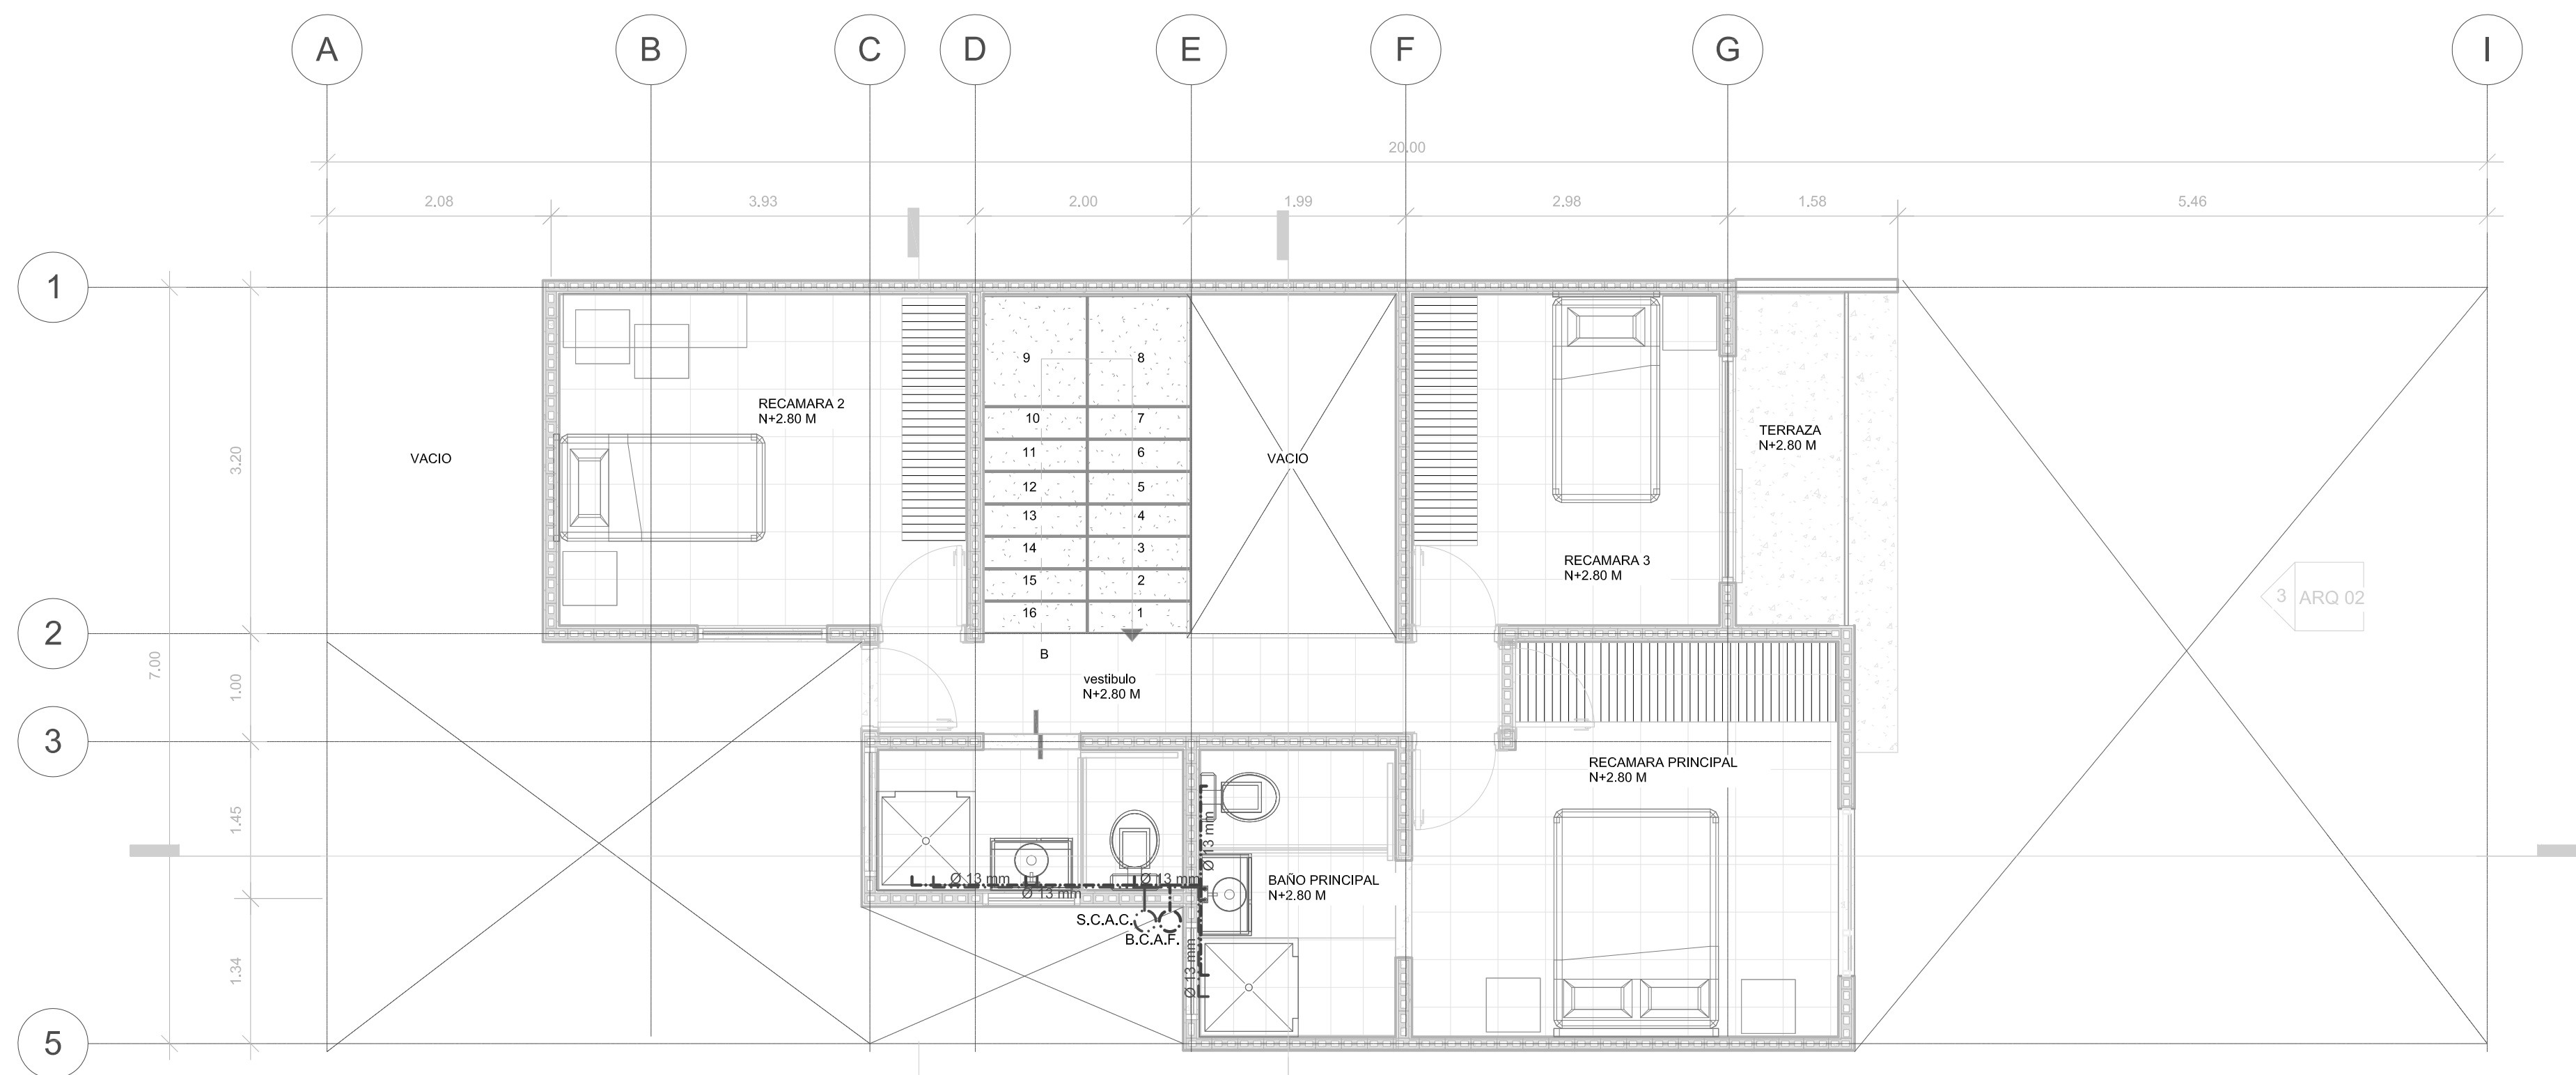 A B C D E F G I
20.00
2.08 3.93 2.00 1.99 2.98 1.58 5.46
1
2
3
5
7.00
3.20
1.00
1.45
1.34
VACIO
RECAMARA 2
N+2.80 M
9 8
10 7
11 6
12 5
13 4
14 3
15 2
16 1
B
VACIO
RECAMARA 3
N+2.80 M
TERRAZA
N+2.80 M
3 ARQ 02
vestibulo
N+2.80 M
RECAMARA PRINCIPAL
N+2.80 M
BAÑO PRINCIPAL
N+2.80 M
Ø 13 mm
Ø 13 mm
Ø 13 mm
Ø 13 mm
Ø 13 mm
S.C.A.C.
B.C.A.F.